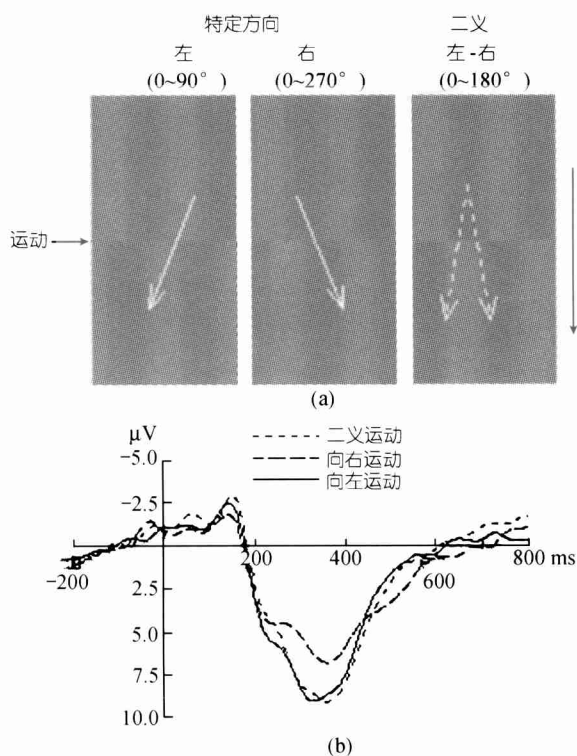 特定方向 二义
左 右 左-右
(0~90°) (0~270°) (0~180°)
运动
(a)
μV
-5.0
二义运动
向右运动
-2.5
向左运动
-200 200 400 600 800 ms
2.5
5.0
7.5
10.0
(b)